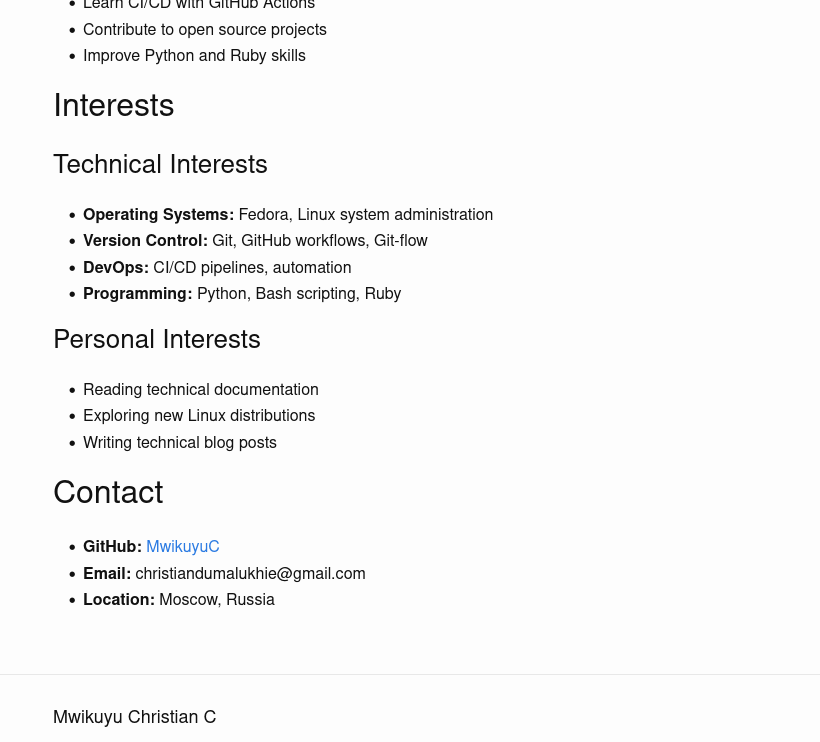 Learn CI/CD with GitHub Actions
Contribute to open source projects
Improve Python and Ruby skills
Interests
Technical Interests
Operating Systems: Fedora, Linux system administration
Version Control: Git, GitHub workflows, Git-flow
DevOps: CI/CD pipelines, automation
Programming: Python, Bash scripting, Ruby
Personal Interests
Reading technical documentation
Exploring new Linux distributions
Writing technical blog posts
Contact
GitHub: MwikuyuC
Email: christiandumalukhie@gmail.com
Location: Moscow, Russia
Mwikuyu Christian C